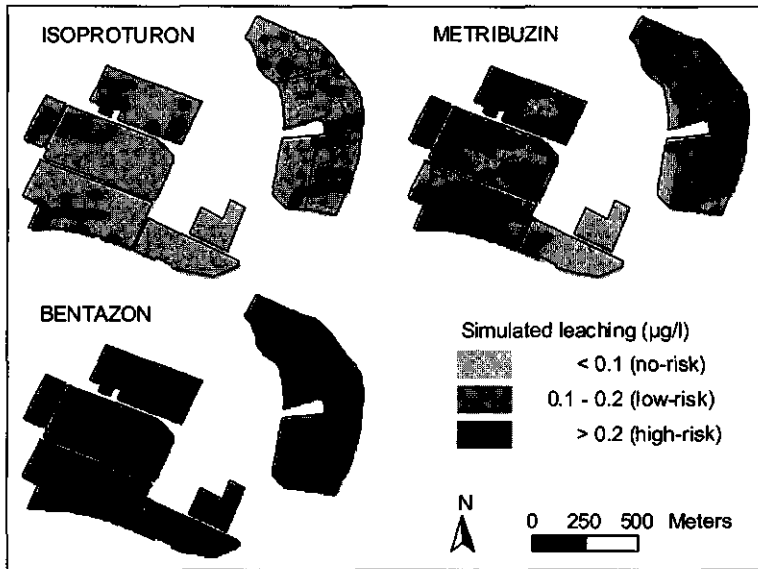 ISOPROTURON
METRIBUZIN
BENTAZON
Simulated leaching (µg/l)
< 0.1 (no-risk)
0.1 - 0.2 (low-risk)
> 0.2 (high-risk)
N
0 250 500 Meters